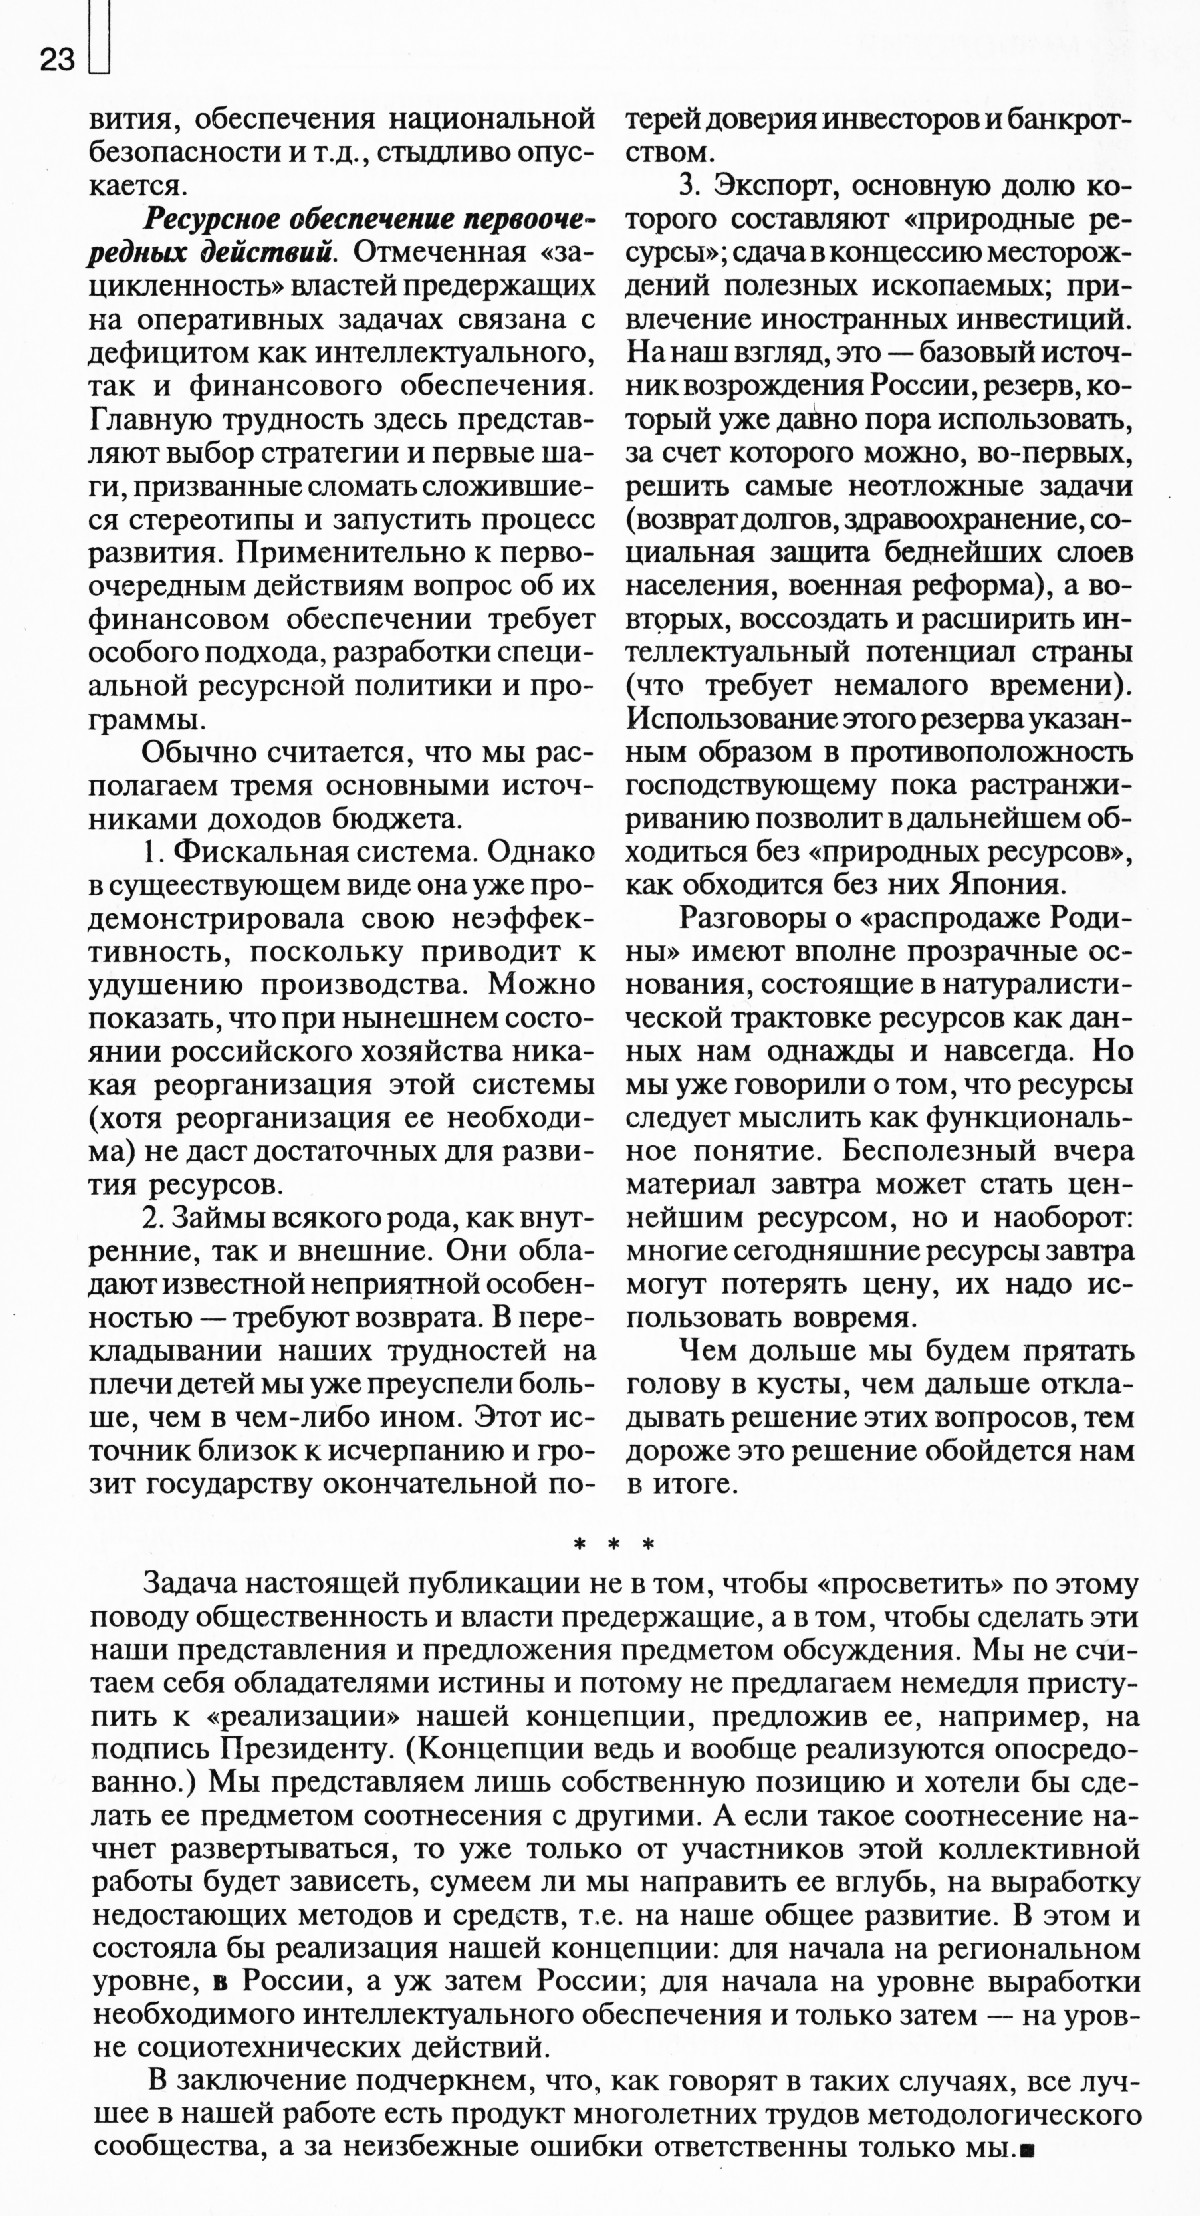 23
вития, обеспечения национальной
безопасности и т.д., стыдливо опус-
кается.
Ресурсное обеспечение первооче-
редных действий. Отмеченная «за-
цикленность» властей предержащих
на оперативных задачах связана с
дефицитом как интеллектуального,
так и финансового обеспечения.
Главную трудность здесь представ-
ляют выбор стратегии и первые ша-
ги, призванные сломать сложившие-
ся стереотипы и запустить процесс
развития. Применительно к перво-
очередным действиям вопрос об их
финансовом обеспечении требует
особого подхода, разработки специ-
альной ресурсной политики и про-
граммы.
Обычно считается, что мы рас-
полагаем тремя основными источ-
никами доходов бюджета.
1. Фискальная система. Однако
в сущееествующем виде она уже про-
демонстрировала свою неэффек-
тивность, поскольку приводит к
удушению производства. Можно
показать, что при нынешнем состо-
янии российского хозяйства ника-
кая реорганизация этой системы
(хотя реорганизация ее необходи-
ма) не даст достаточных для разви-
тия ресурсов.
2. Займы всякого рода, как внут-
ренние, так и внешние. Они обла-
дают известной неприятной особен-
ностью — требуют возврата. В пере-
кладывании наших трудностей на
плечи детей мы уже преуспели боль-
ше, чем в чем-либо ином. Этот ис-
точник близок к исчерпанию и гро-
зит государству окончательной по-
терей доверия инвесторов и банкрот-
ством.
3. Экспорт, основную долю ко-
торого составляют «природные ре-
сурсы»; сдача в концессию месторож-
дений полезных ископаемых; при-
влечение иностранных инвестиций.
На наш взгляд, это — базовый источ-
ник возрождения России, резерв, ко-
торый уже давно пора использовать,
за счет которого можно, во-первых,
решить самые неотложные задачи
(возврат долгов, здравоохранение, со-
циальная защита беднейших слоев
населения, военная реформа), а во-
вторых, воссоздать и расширить ин-
теллектуальный потенциал страны
(что требует немалого времени).
Использование этого резерва указан-
ным образом в противоположность
господствующему пока растранжи-
риванию позволит в дальнейшем об-
ходиться без «природных ресурсов»,
как обходится без них Япония.
Разговоры о «распродаже Роди-
ны» имеют вполне прозрачные ос-
нования, состоящие в натуралисти-
ческой трактовке ресурсов как дан-
ных нам однажды и навсегда. Но
мы уже говорили о том, что ресурсы
следует мыслить как функциональ-
ное понятие. Бесполезный вчера
материал завтра может стать цен-
нейшим ресурсом, но и наоборот:
многие сегодняшние ресурсы завтра
могут потерять цену, их надо ис-
пользовать вовремя.
Чем дольше мы будем прятать
голову в кусты, чем дальше откла-
дывать решение этих вопросов, тем
дороже это решение обойдется нам
в итоге.
* * *
Задача настоящей публикации не в том, чтобы «просветить» по этому
поводу общественность и власти предержащие, а в том, чтобы сделать эти
наши представления и предложения предметом обсуждения. Мы не счи-
таем себя обладателями истины и потому не предлагаем немедля присту-
пить к «реализации» нашей концепции, предложив ее, например, на
подпись Президенту. (Концепции ведь и вообще реализуются опосредо-
ванно.) Мы представляем лишь собственную позицию и хотели бы сде-
лать ее предметом соотнесения с другими. А если такое соотнесение на-
чнет развертываться, то уже только от участников этой коллективной
работы будет зависеть, сумеем ли мы направить ее вглубь, на выработку
недостающих методов и средств, т.е. на наше общее развитие. В этом и
состояла бы реализация нашей концепции: для начала на региональном
уровне, в России, а уж затем России; для начала на уровне выработки
необходимого интеллектуального обеспечения и только затем — на уров-
не социотехнических действий.
В заключение подчеркнем, что, как говорят в таких случаях, все луч-
шее в нашей работе есть продукт многолетних трудов методологического
сообщества, а за неизбежные ошибки ответственны только мы.■